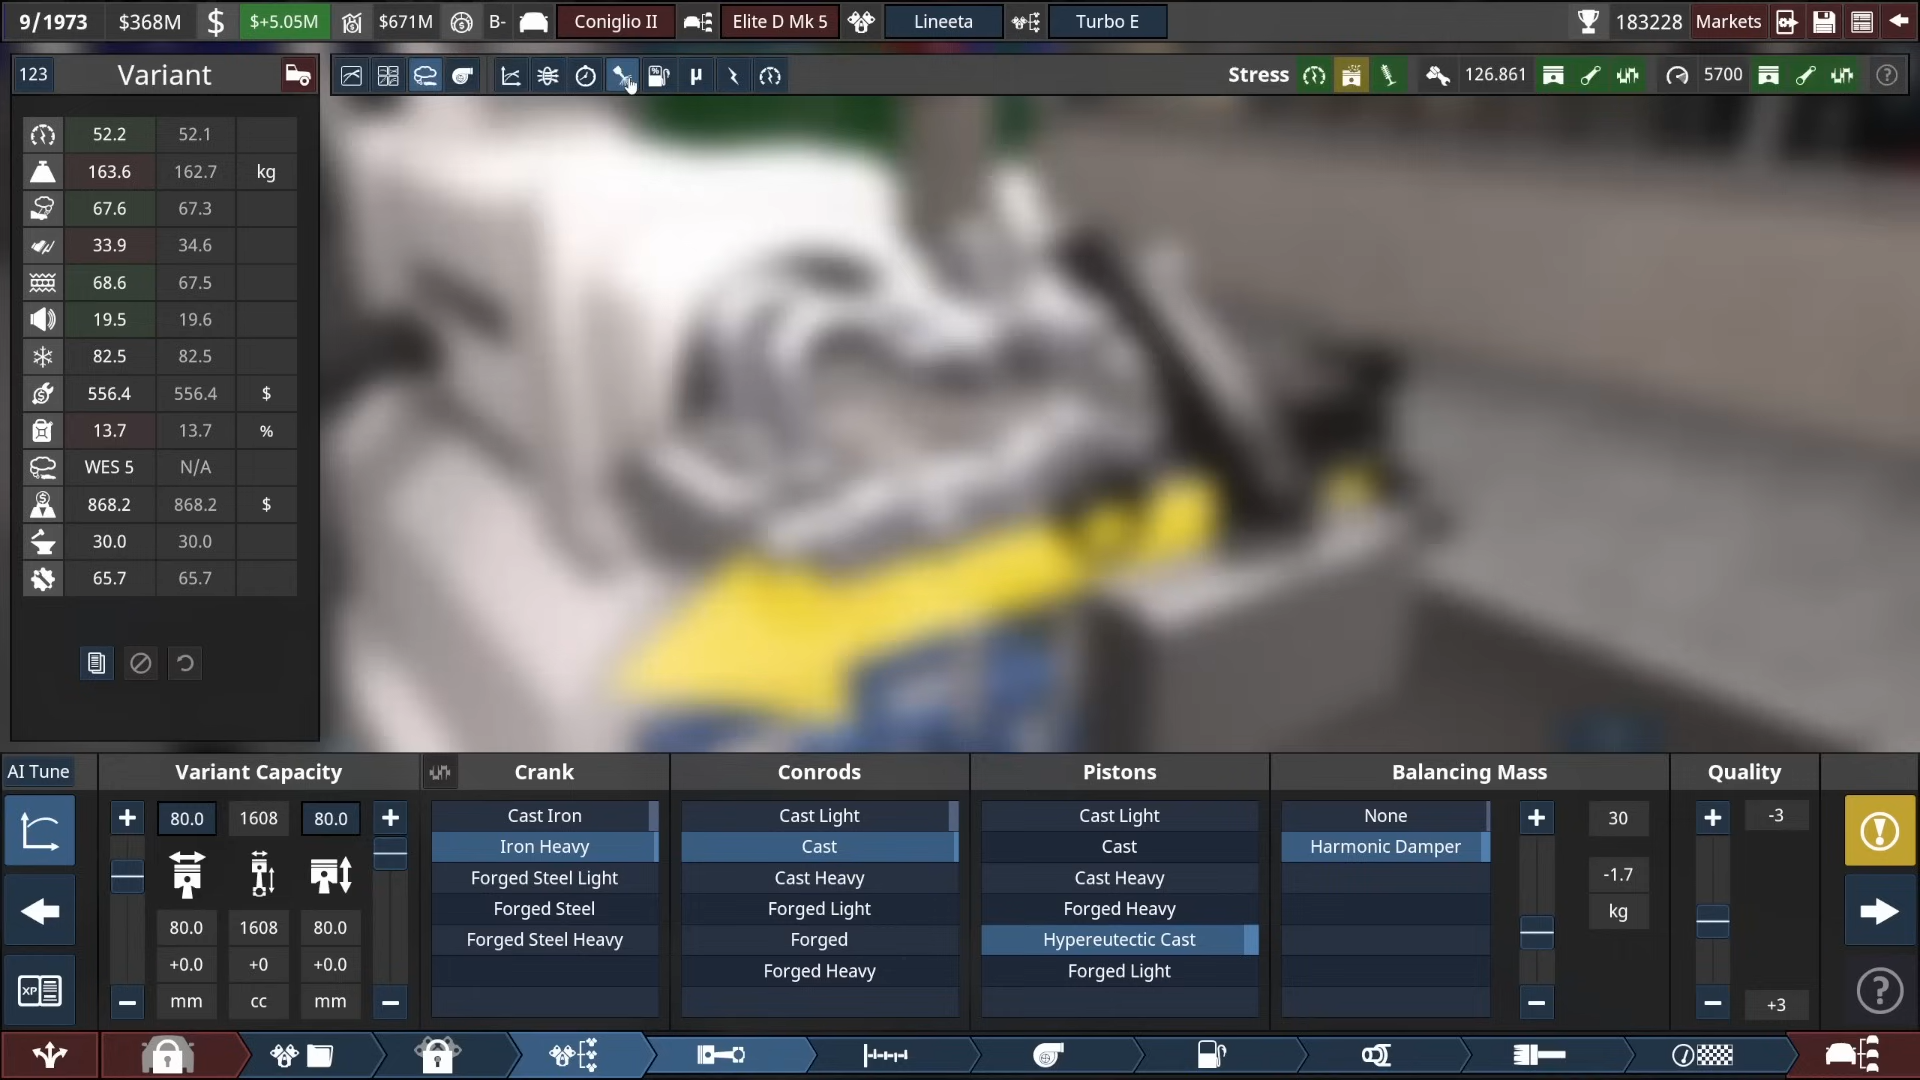 9/1973
$368M
$+5.05M
$671M
B-
Coniglio II
Elite D Mk 5
Lineeta
Turbo E
183228
Markets
123
Variant
Stress
126.861
5700
52.2 52.1
163.6 162.7 kg
67.6 67.3
33.9 34.6
68.6 67.5
19.5 19.6
82.5 82.5
556.4 556.4 $
13.7 13.7 %
WES 5 N/A
868.2 868.2 $
30.0 30.0
65.7 65.7
AI Tune
Variant Capacity
80.0 1608 80.0
80.0 1608 80.0
+0.0 +0 +0.0
mm cc mm
Crank
Cast Iron
Iron Heavy
Forged Steel Light
Forged Steel
Forged Steel Heavy
Conrods
Cast Light
Cast
Cast Heavy
Forged Light
Forged
Forged Heavy
Pistons
Cast Light
Cast
Cast Heavy
Forged Heavy
Hypereutectic Cast
Forged Light
Balancing Mass
None
Harmonic Damper
30
-1.7
kg
Quality
-3
+3
XP